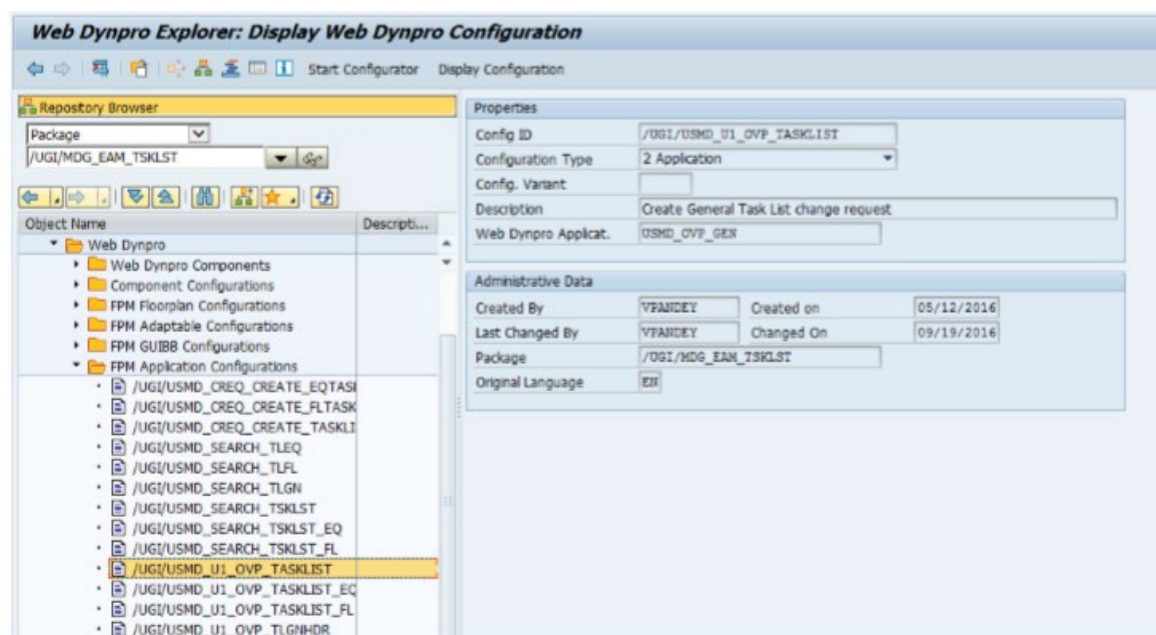 Web Dynpro Explorer: Display Web Dynpro Configuration
Start Configurator Display Configuration
Repository Browser
Package
/UGI/MDG_EAM_TSKLST
Object Name Descripti...
Web Dynpro
Web Dynpro Components
Component Configurations
FPM Floorplan Configurations
FPM Adaptable Configurations
FPM GUIBB Configurations
FPM Application Configurations
/UGI/USMD_CREQ_CREATE_EQTASI
/UGI/USMD_CREQ_CREATE_FLTASK
/UGI/USMD_CREQ_CREATE_TASKLI
/UGI/USMD_SEARCH_TLEQ
/UGI/USMD_SEARCH_TLFL
/UGI/USMD_SEARCH_TLGN
/UGI/USMD_SEARCH_TSKLST
/UGI/USMD_SEARCH_TSKLST_EQ
/UGI/USMD_SEARCH_TSKLST_FL
/UGI/USMD_U1_OVP_TASKLIST
/UGI/USMD_U1_OVP_TASKLIST_EQ
/UGI/USMD_U1_OVP_TASKLIST_FL
/UGI/USMD_U1_OVP_TLGNHDR
Properties
Config ID /UGI/USMD_U1_OVP_TASKLIST
Configuration Type 2 Application
Config. Variant
Description Create General Task List change request
Web Dynpro Applicat. USMD_OVP_GEN
Administrative Data
Created By VPANDEY Created on 05/12/2016
Last Changed By VPANDEY Changed On 09/19/2016
Package /UGI/MDG_EAM_TSKLST
Original Language EN